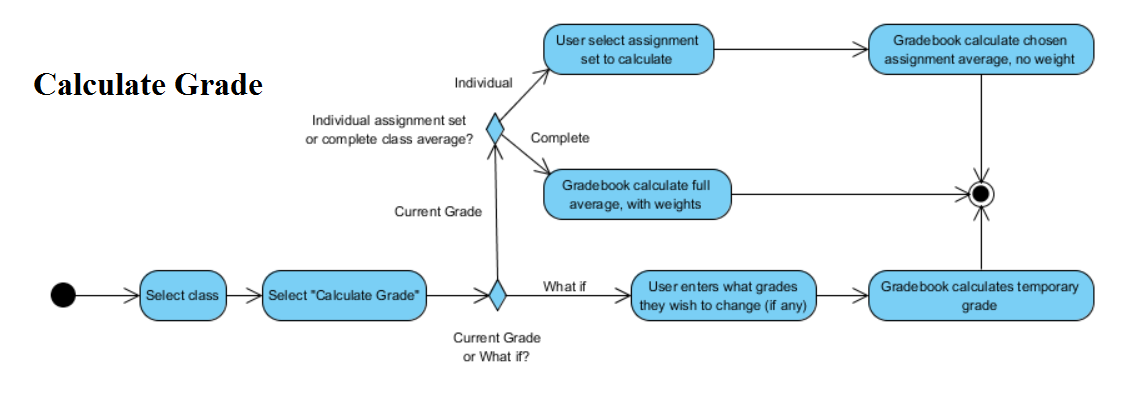 Calculate Grade
User select assignment
set to calculate
Gradebook calculate chosen
assignment average, no weight
Individual
Individual assignment set
or complete class average?
Complete
Gradebook calculate full
average, with weights
Current Grade
Select class
Select "Calculate Grade"
What if
User enters what grades
they wish to change (if any)
Gradebook calculates temporary
grade
Current Grade
or What if?